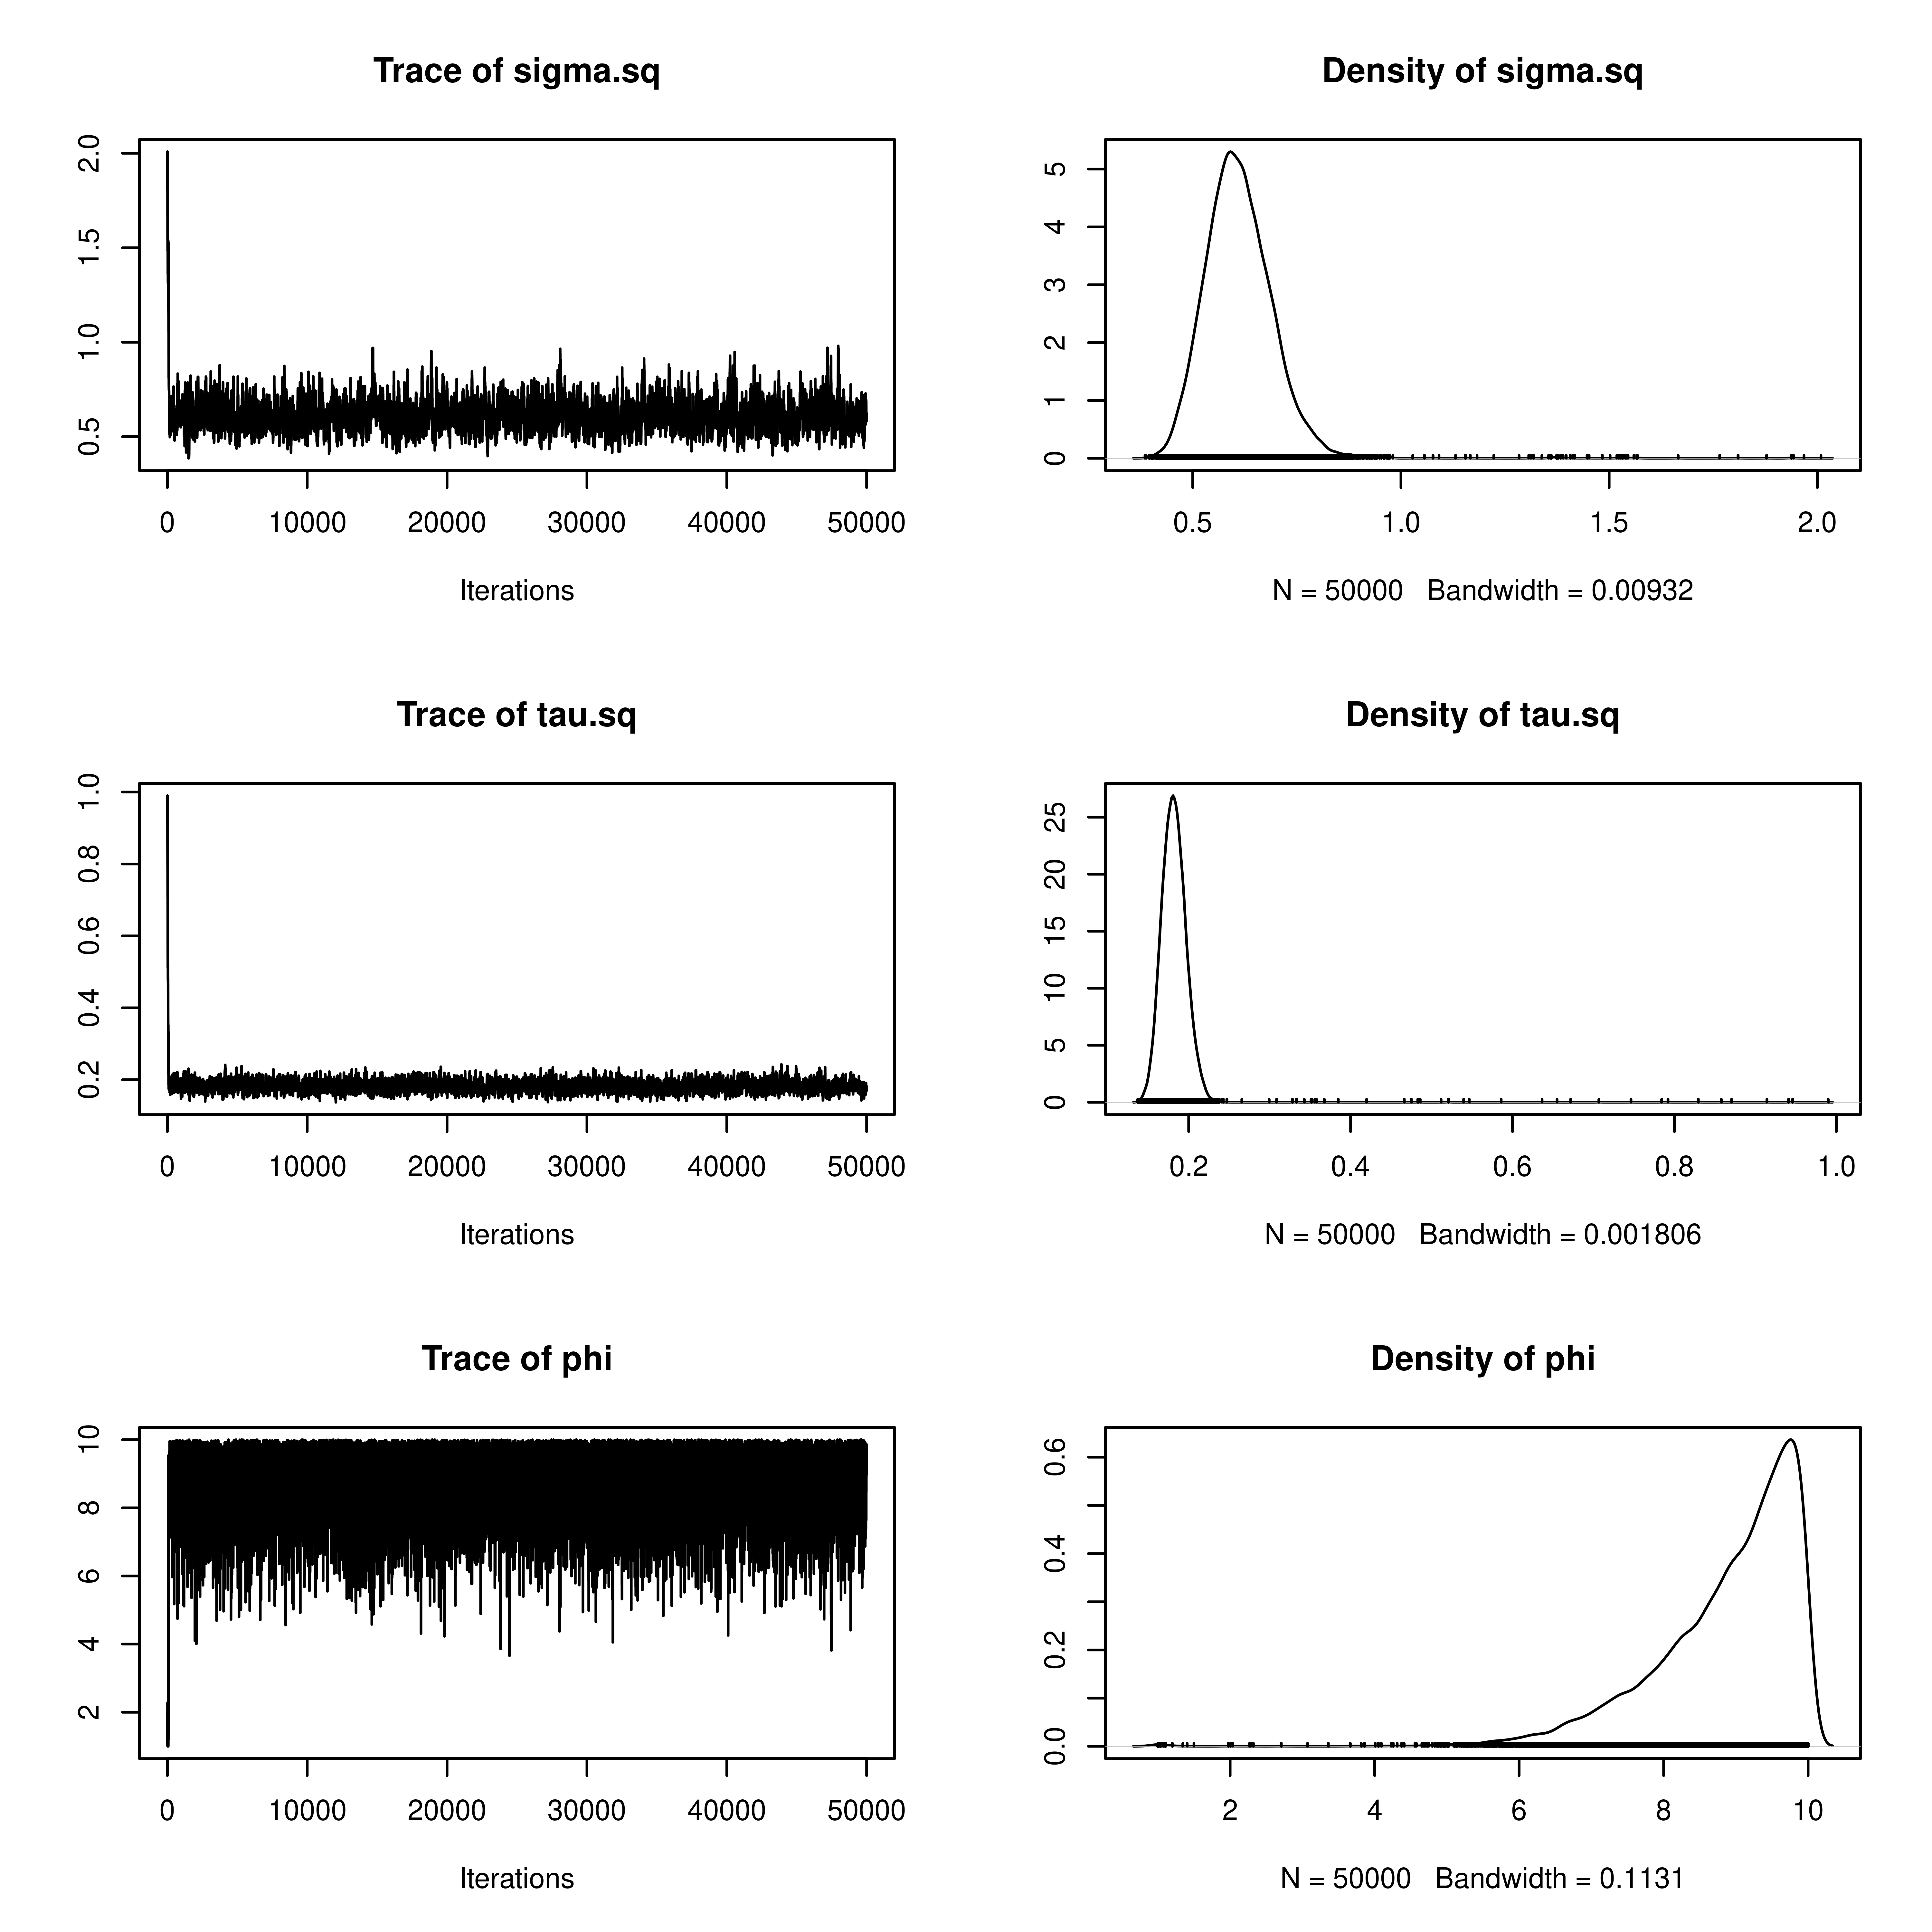 Trace of sigma.sq
2.0
1.5
1.0
0.5
0 10000 20000 30000 40000 50000
Iterations
Density of sigma.sq
5
4
3
2
1
0
0.5 1.0 1.5 2.0
N = 50000 Bandwidth = 0.00932
Trace of tau.sq
1.0
0.8
0.6
0.4
0.2
0 10000 20000 30000 40000 50000
Iterations
Density of tau.sq
25
20
15
10
5
0
0.2 0.4 0.6 0.8 1.0
N = 50000 Bandwidth = 0.001806
Trace of phi
10
8
6
4
2
0 10000 20000 30000 40000 50000
Iterations
Density of phi
0.6
0.4
0.2
0.0
2 4 6 8 10
N = 50000 Bandwidth = 0.1131